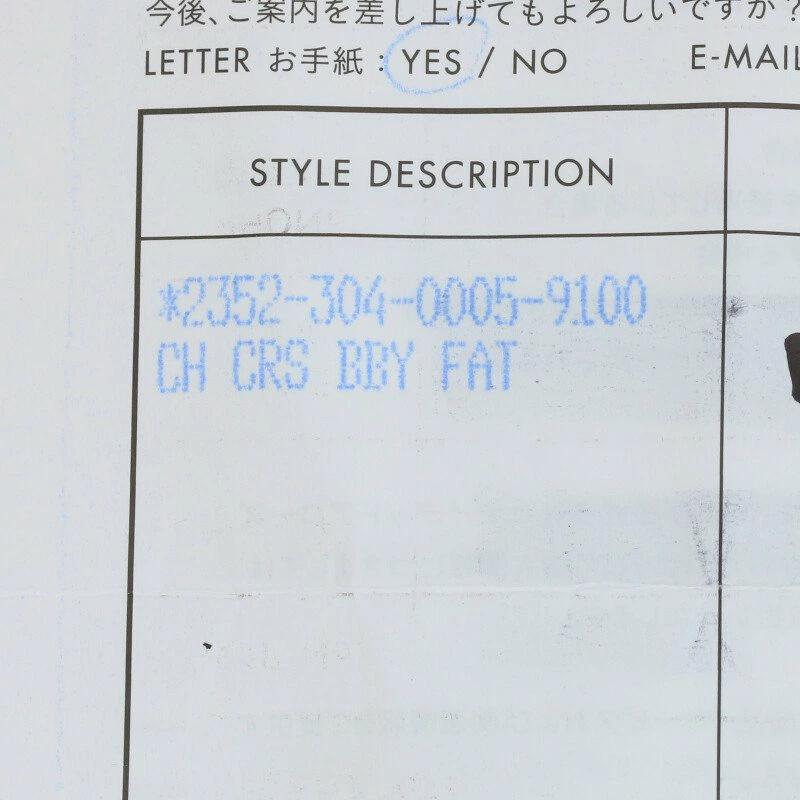 今後、ご案内を差し上げてもよろしいですか?
LETTER お手紙 : YES / NO E-MAIL
STYLE DESCRIPTION
*2352-304-0005-9100
CH CRS BBY FAT